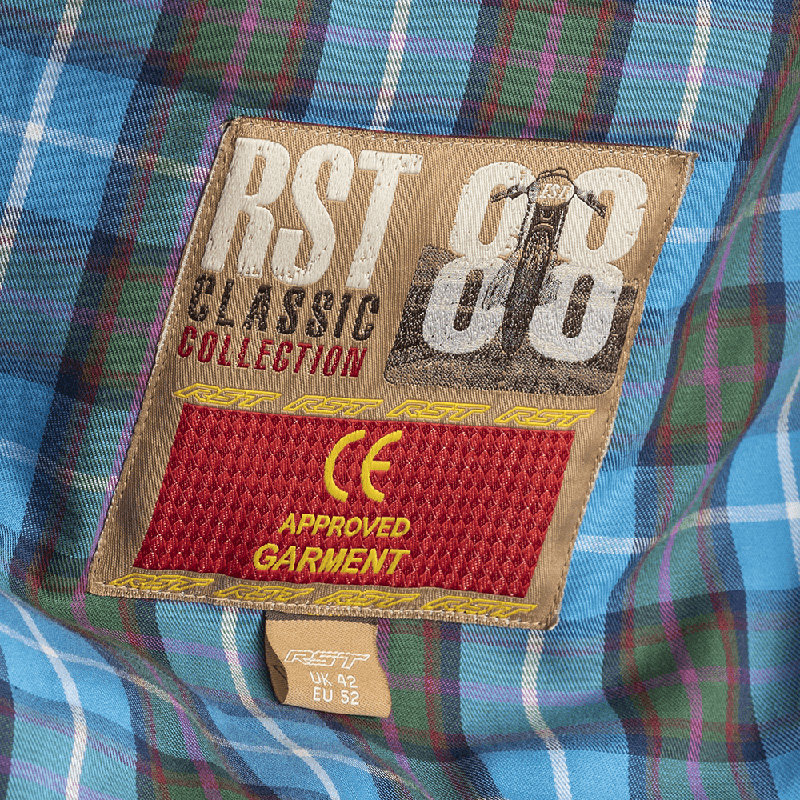 RST 88
RST
CLASSIC
COLLECTION
RST RST RST RST
CE
APPROVED
GARMENT
RST RST RST RST
RST
UK 42
EU 52